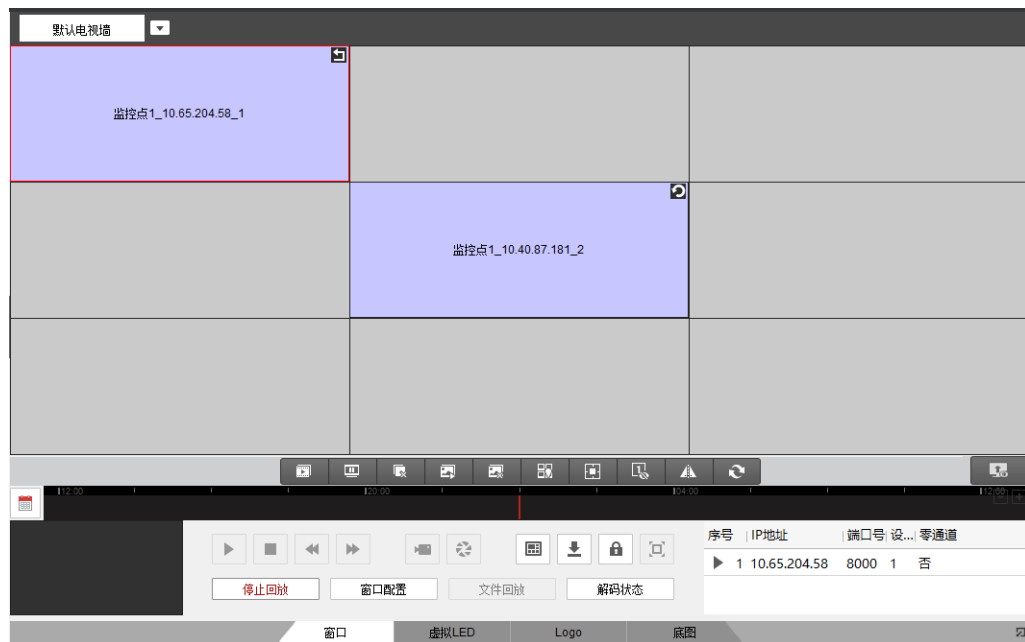 默认电视墙
监控点1_10.65.204.58_1
监控点1_10.40.87.181_2
12:00 20:00 04:00 12:00
序号 IP地址 端口号 设... 零通道
1 10.65.204.58 8000 1 否
停止回放 窗口配置 文件回放 解码状态
窗口 虚拟LED Logo 底图